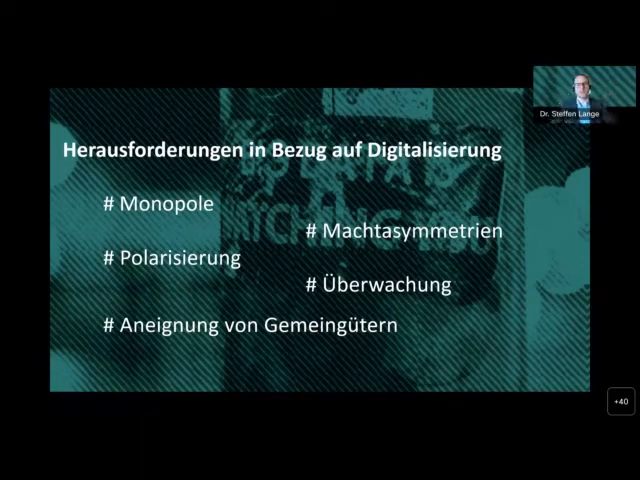 Dr. Steffen Lange
Herausforderungen in Bezug auf Digitalisierung
# Monopole
# Machtasymmetrien
# Polarisierung
# Überwachung
# Aneignung von Gemeingütern
+40